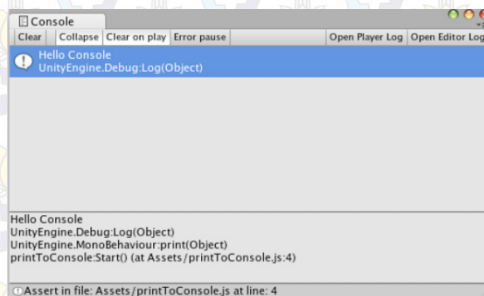 Console
Clear Collapse Clear on play Error pause Open Player Log Open Editor Log
Hello Console
UnityEngine.Debug:Log(Object)
Hello Console
UnityEngine.Debug:Log(Object)
UnityEngine.MonoBehaviour:print(Object)
printToConsole:Start() (at Assets/printToConsole.js:4)
Assert in file: Assets/printToConsole.js at line: 4